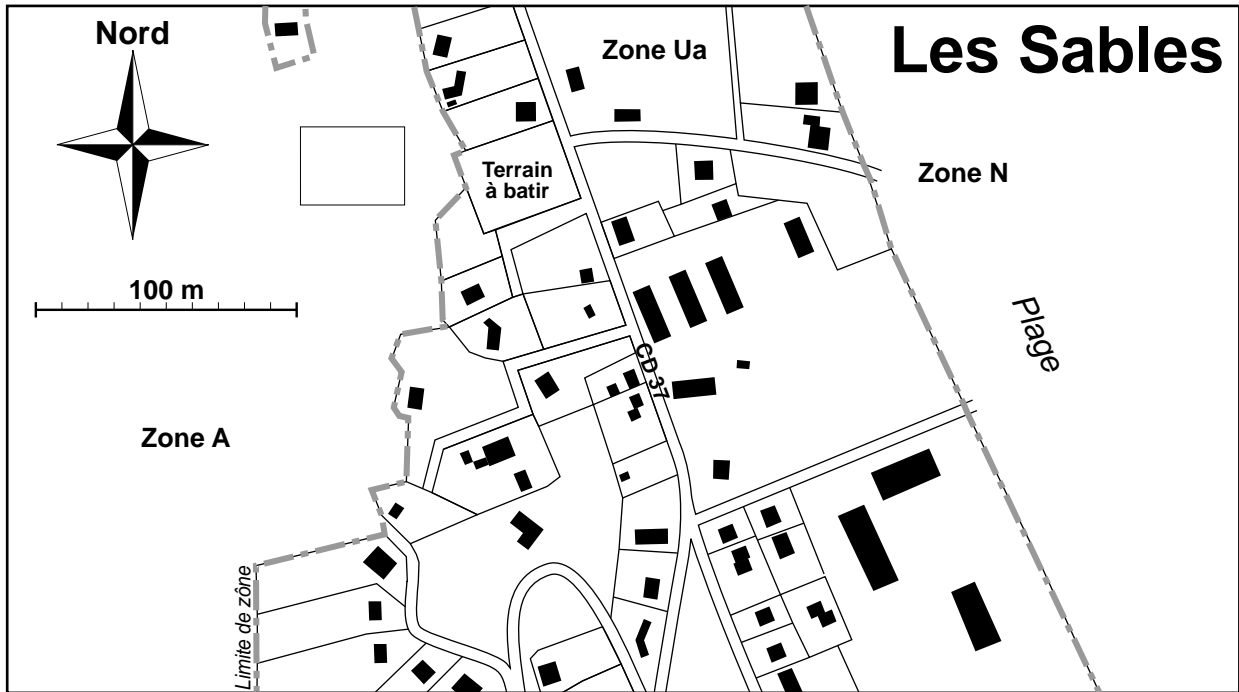 Nord
Zone Ua
Les Sables
Terrain
à batir
Zone N
100 m
Plage
CD 37
Zone A
Limite de zône